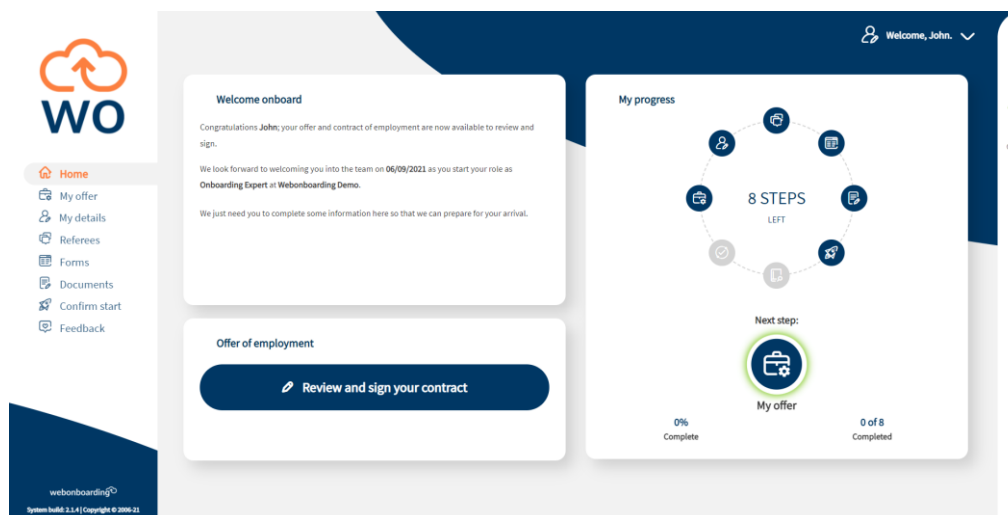 WO
Home
My offer
My details
Referees
Forms
Documents
Confirm start
Feedback
webonboarding
System build: 2.1.4 | Copyright © 2006-21
Welcome, John.
Welcome onboard
Congratulations John; your offer and contract of employment are now available to review and
sign.
We look forward to welcoming you into the team on 06/09/2021 as you start your role as
Onboarding Expert at Webonboarding Demo.
We just need you to complete some information here so that we can prepare for your arrival.
Offer of employment
Review and sign your contract
My progress
8 STEPS
LEFT
Next step:
My offer
0%
Complete
0 of 8
Completed